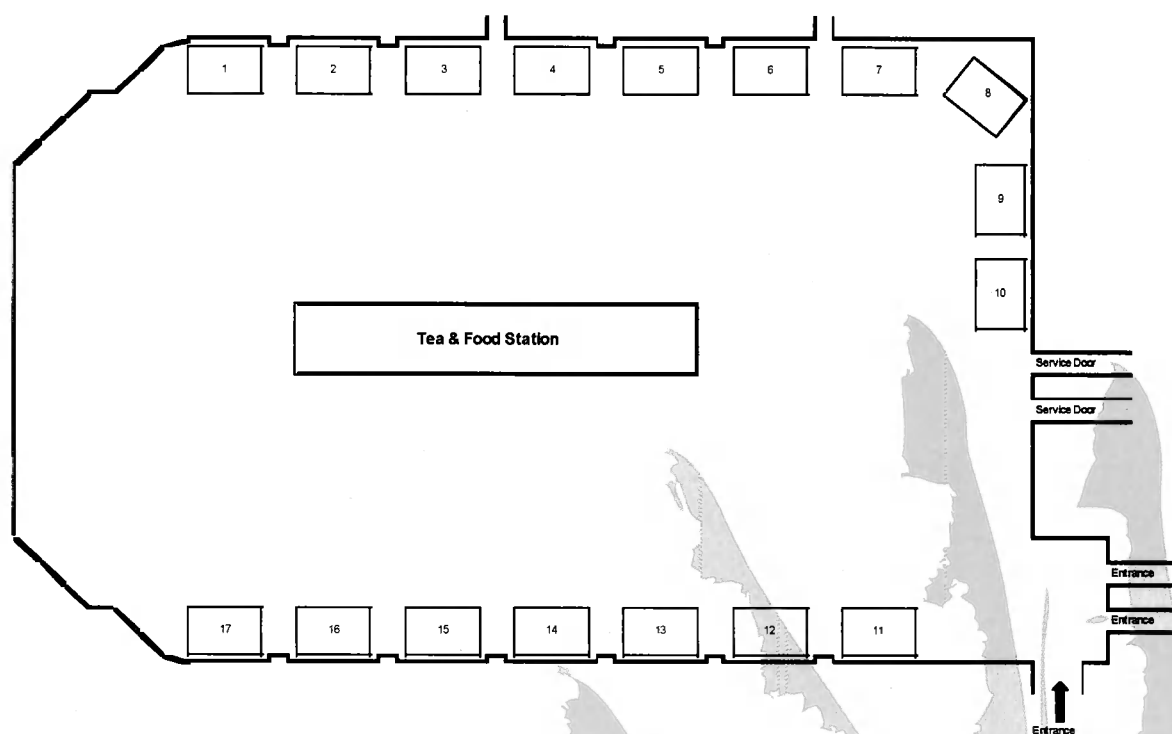 1
2
3
4
5
6
7
8
9
10
Tea & Food Station
Service Door
Service Door
Entrance
Entrance
17
16
15
14
13
12
11
Entrance